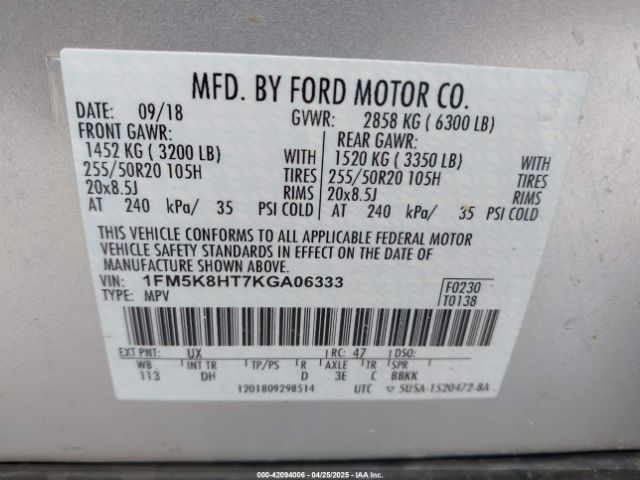 MFD. BY FORD MOTOR CO.
DATE: 09/18 GVWR: 2858 KG ( 6300 LB)
FRONT GAWR: REAR GAWR:
1452 KG ( 3200 LB) WITH 1520 KG ( 3350 LB) WITH
255/50R20 105H TIRES 255/50R20 105H TIRES
20x8.5J RIMS 20x8.5J RIMS
AT 240 kPa/ 35 PSI COLD AT 240 kPa/ 35 PSI COLD
THIS VEHICLE CONFORMS TO ALL APPLICABLE FEDERAL MOTOR
VEHICLE SAFETY STANDARDS IN EFFECT ON THE DATE OF
MANUFACTURE SHOWN ABOVE.
VIN: 1FM5K8HT7KGA06333 F0230
TYPE: MPV T0138
EXT PNT: UX RC: 47 DSO:
WB INT TR TP/PS R AXLE TR SPR
113 DH D 3E C BBKK
1201809298514 UTC 5USA-1520472-BA
000-42094006 - 04/25/2025 - IAA Inc.